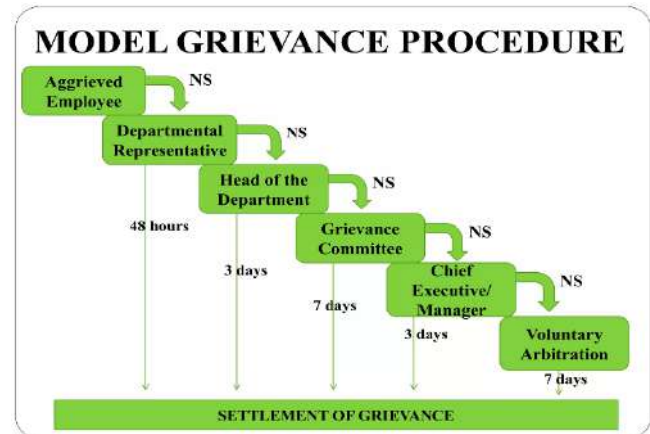 MODEL GRIEVANCE PROCEDURE
Aggrieved
Employee
NS
Departmental
Representative
NS
Head of the
Department
NS
48 hours
Grievance
Committee
NS
3 days
Chief
Executive/
Manager
NS
7 days
3 days
Voluntary
Arbitration
7 days
SETTLEMENT OF GRIEVANCE